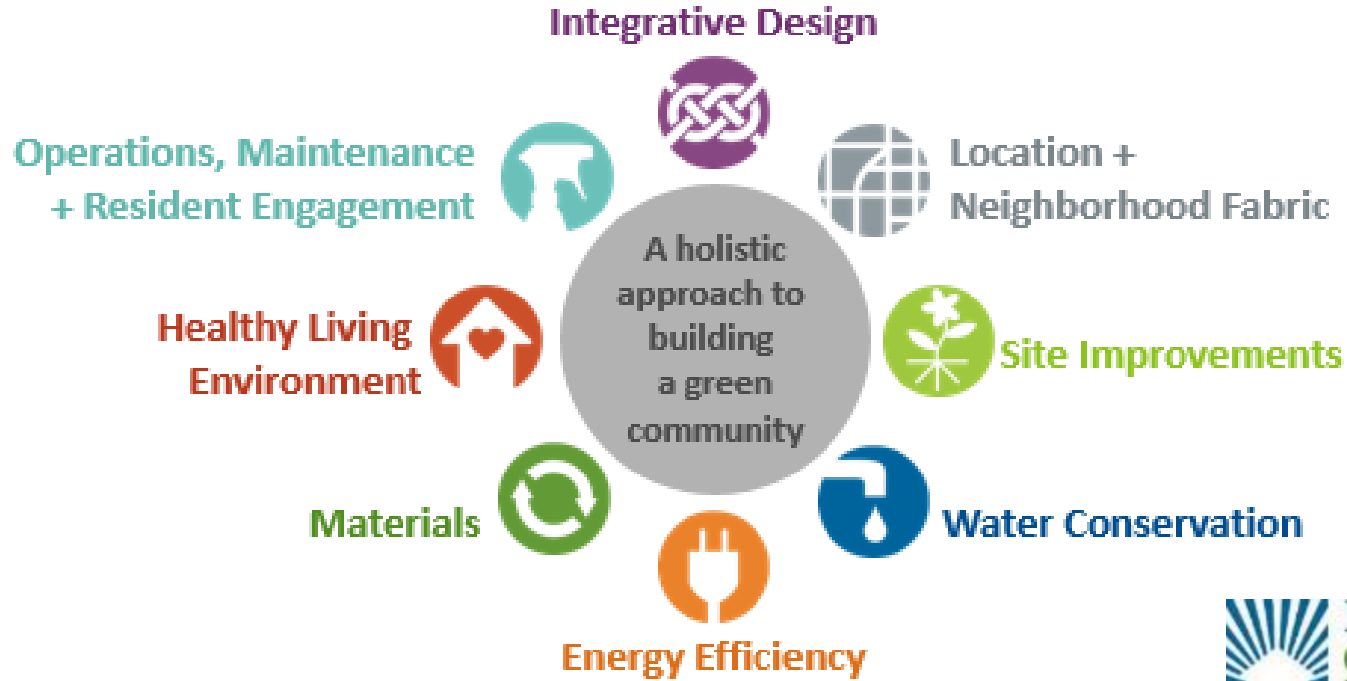 Integrative Design
Operations, Maintenance
+ Resident Engagement
Location +
Neighborhood Fabric
A holistic
approach to
building
a green
community
Healthy Living
Environment
Site Improvements
Materials
Water Conservation
Energy Efficiency